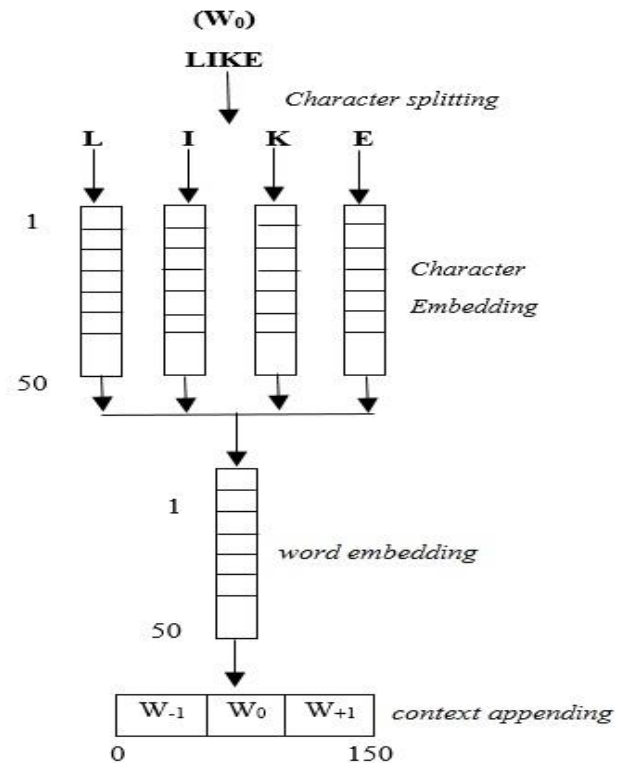 (W₀)
LIKE
Character splitting
L I K E
1
Character
Embedding
50
1
word embedding
50
W₋₁ W₀ W₊₁ context appending
0 150